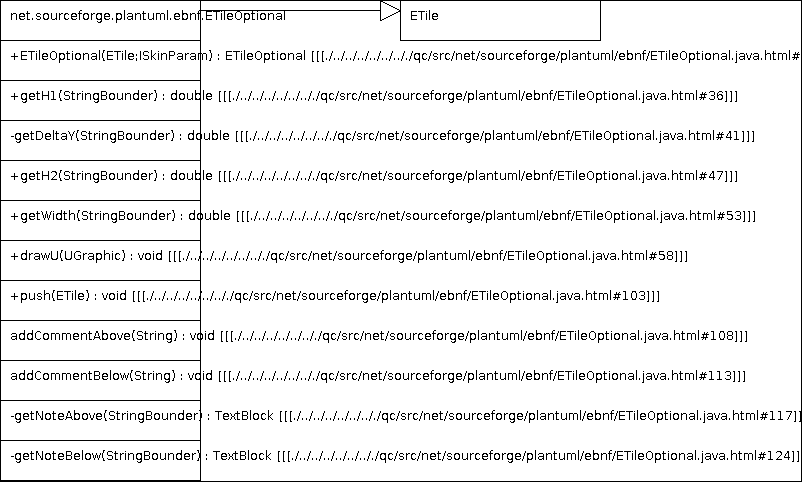 net.sourceforge.plantuml.ebnf.ETileOptional
ETile
+ETileOptional(ETile;ISkinParam) : ETileOptional [[[./../../../../../../../qc/src/net/sourceforge/plantuml/ebnf/ETileOptional.java.html#
+getH1(StringBounder) : double [[[./../../../../../../../qc/src/net/sourceforge/plantuml/ebnf/ETileOptional.java.html#36]]]
-getDeltaY(StringBounder) : double [[[./../../../../../../../qc/src/net/sourceforge/plantuml/ebnf/ETileOptional.java.html#41]]]
+getH2(StringBounder) : double [[[./../../../../../../../qc/src/net/sourceforge/plantuml/ebnf/ETileOptional.java.html#47]]]
+getWidth(StringBounder) : double [[[./../../../../../../../qc/src/net/sourceforge/plantuml/ebnf/ETileOptional.java.html#53]]]
+drawU(UGraphic) : void [[[./../../../../../../../qc/src/net/sourceforge/plantuml/ebnf/ETileOptional.java.html#58]]]
+push(ETile) : void [[[./../../../../../../../qc/src/net/sourceforge/plantuml/ebnf/ETileOptional.java.html#103]]]
addCommentAbove(String) : void [[[./../../../../../../../qc/src/net/sourceforge/plantuml/ebnf/ETileOptional.java.html#108]]]
addCommentBelow(String) : void [[[./../../../../../../../qc/src/net/sourceforge/plantuml/ebnf/ETileOptional.java.html#113]]]
-getNoteAbove(StringBounder) : TextBlock [[[./../../../../../../../qc/src/net/sourceforge/plantuml/ebnf/ETileOptional.java.html#117]]
-getNoteBelow(StringBounder) : TextBlock [[[./../../../../../../../qc/src/net/sourceforge/plantuml/ebnf/ETileOptional.java.html#124]]